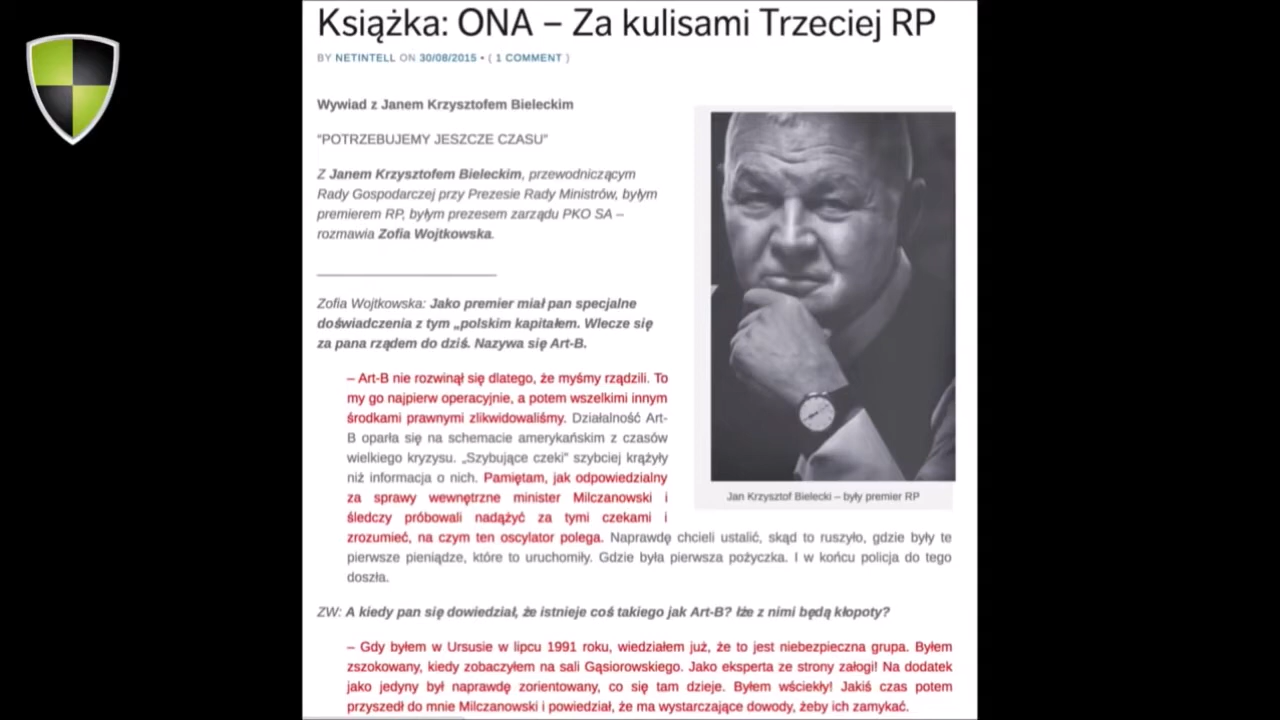 Książka: ONA – Za kulisami Trzeciej RP
BY NETINTELL ON 30/08/2015 • ( 1 COMMENT )
Wywiad z Janem Krzysztofem Bieleckim
"POTRZEBUJEMY JESZCZE CZASU"
Z Janem Krzysztofem Bieleckim, przewodniczącym
Rady Gospodarczej przy Prezesie Rady Ministrów, byłym
premierem RP, byłym prezesem zarządu PKO SA –
rozmawia Zofia Wojtkowska.
Zofia Wojtkowska: Jako premier miał pan specjalne
doświadczenia z tym „polskim kapitałem. Wlecze się
za pana rządem do dziś. Nazywa się Art-B.
– Art-B nie rozwinął się dlatego, że myśmy rządzili. To
my go najpierw operacyjnie, a potem wszelkimi innym
środkami prawnymi zlikwidowaliśmy. Działalność Art-
B oparła się na schemacie amerykańskim z czasów
wielkiego kryzysu. „Szybujące czeki" szybciej krążyły
niż informacja o nich. Pamiętam, jak odpowiedzialny
za sprawy wewnętrzne minister Milczanowski i
śledczy próbowali nadążyć za tymi czekami i
zrozumieć, na czym ten oscylator polega. Naprawdę chcieli ustalić, skąd to ruszyło, gdzie były te
pierwsze pieniądze, które to uruchomiły. Gdzie była pierwsza pożyczka. I w końcu policja do tego
doszła.
Jan Krzysztof Bielecki – były premier RP
ZW: A kiedy pan się dowiedział, że istnieje coś takiego jak Art-B? Iże z nimi będą kłopoty?
– Gdy byłem w Ursusie w lipcu 1991 roku, wiedziałem już, że to jest niebezpieczna grupa. Byłem
zszokowany, kiedy zobaczyłem na sali Gąsiorowskiego. Jako eksperta ze strony załogi! Na dodatek
jako jedyny był naprawdę zorientowany, co się tam dzieje. Byłem wściekły! Jakiś czas potem
przyszedł do mnie Milczanowski i powiedział, że ma wystarczające dowody, żeby ich zamykać.